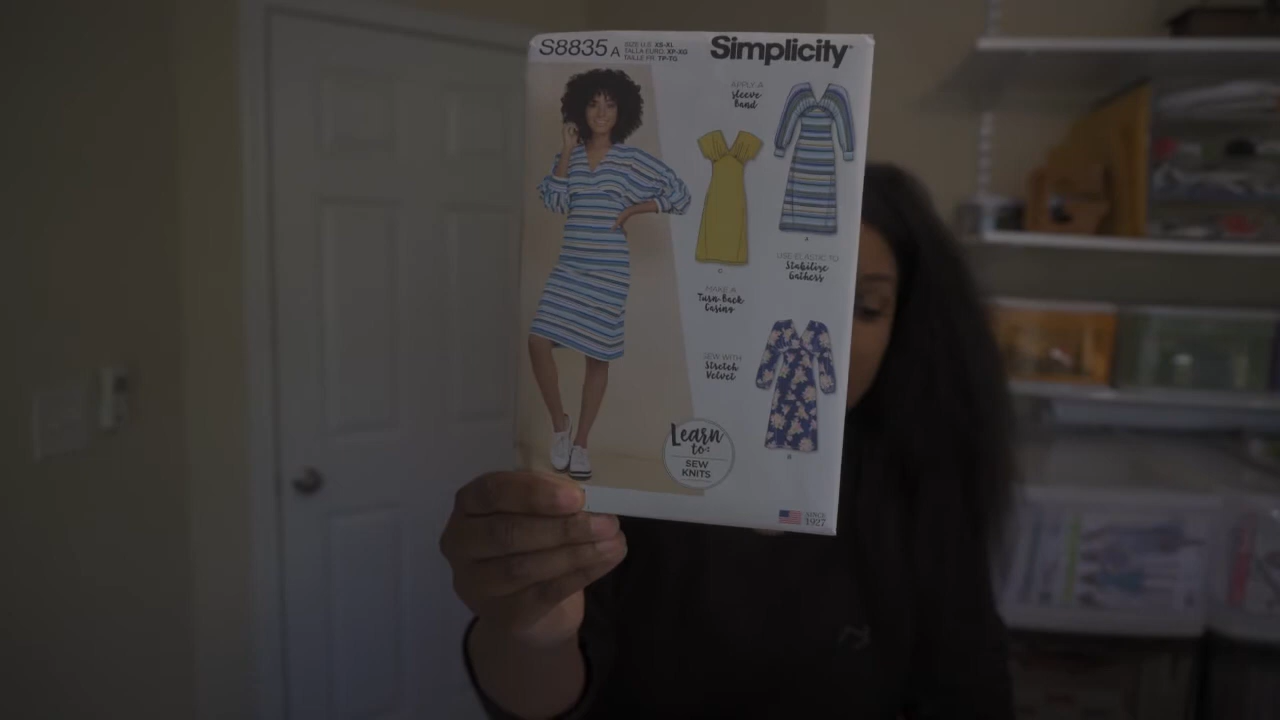 S8835 A
SIZE U.S. XS-XL
TALLA EURO. XP-XG
TAILLE FR. TP-TG
Simplicity
APPLY A
Sleeve
Band
A
C
USE ELASTIC TO
Stabilize
Gathers
MAKE A
Turn-Back
Casing
SEW WITH
Stretch
Velvet
B
Learn
to:
SEW
KNITS
SINCE
1927